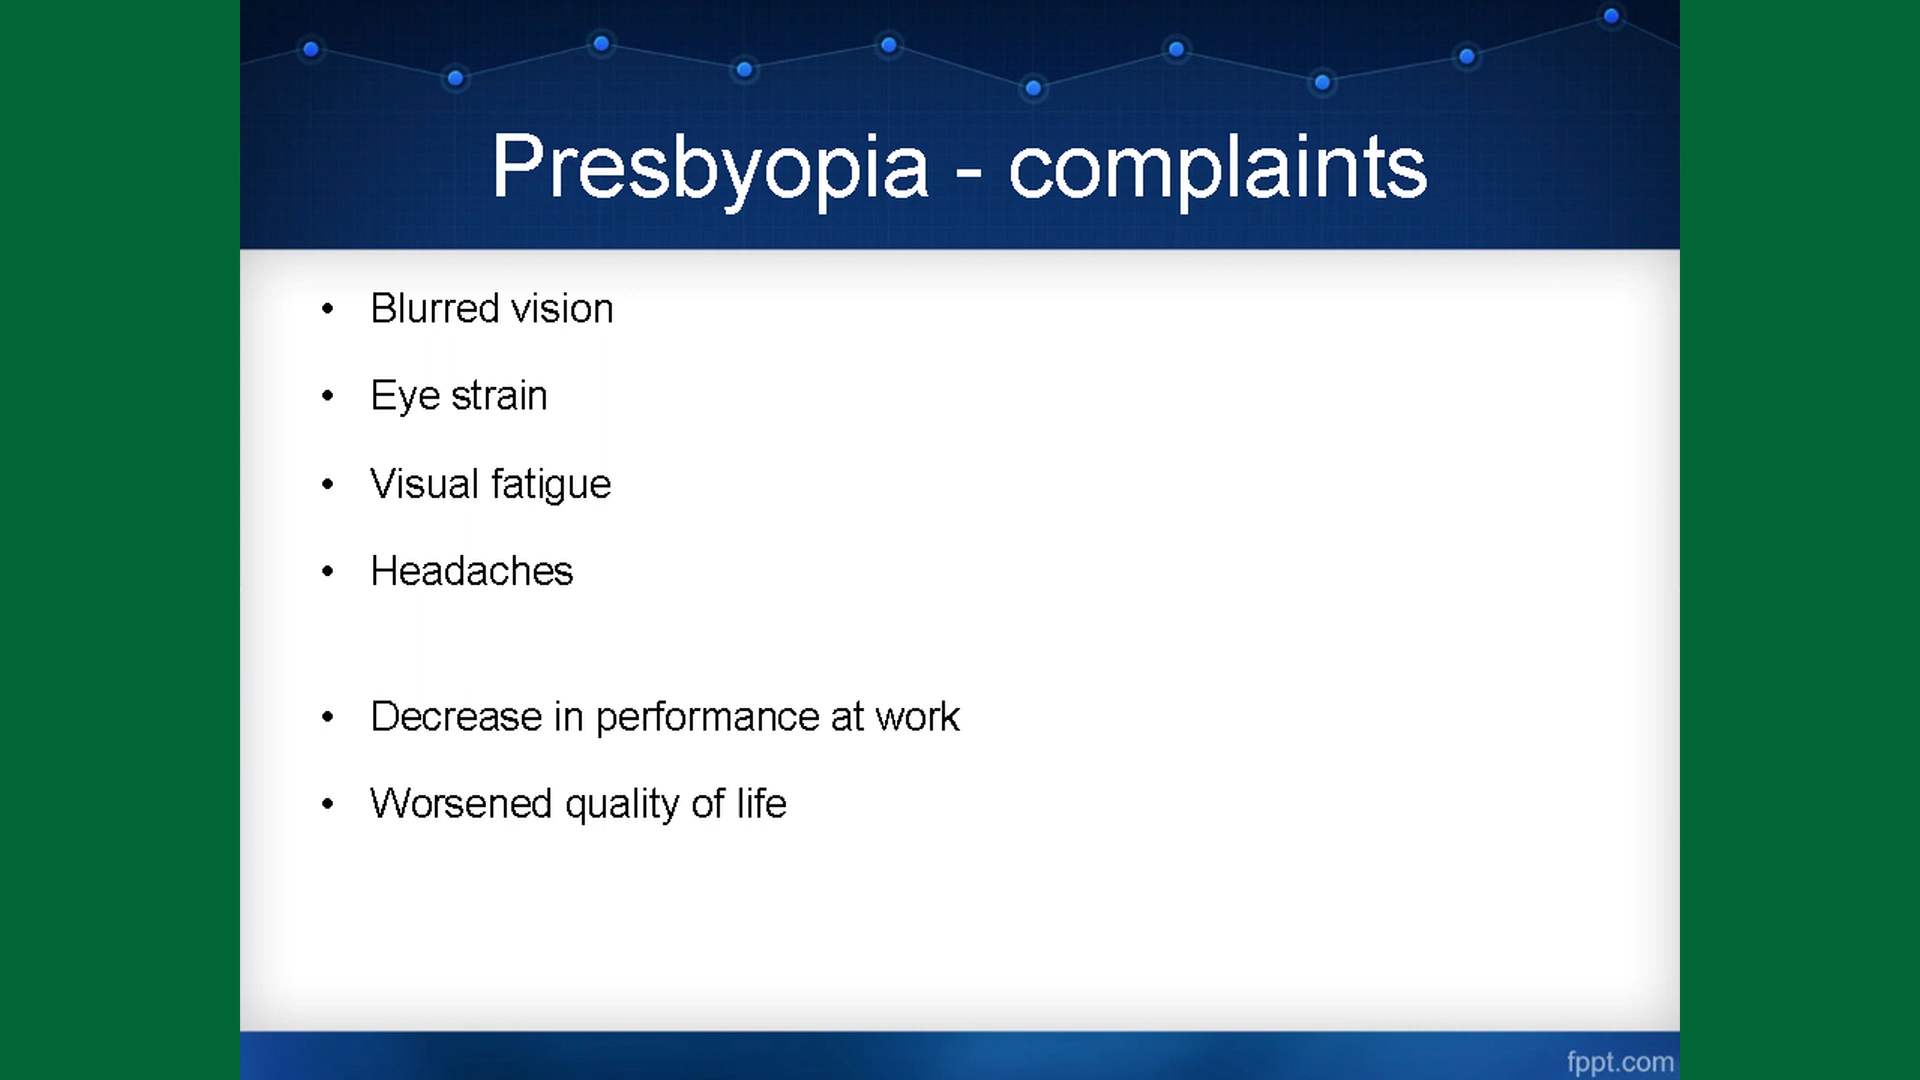 Presbyopia - complaints
• Blurred vision
• Eye strain
• Visual fatigue
• Headaches
• Decrease in performance at work
• Worsened quality of life
fppt.com